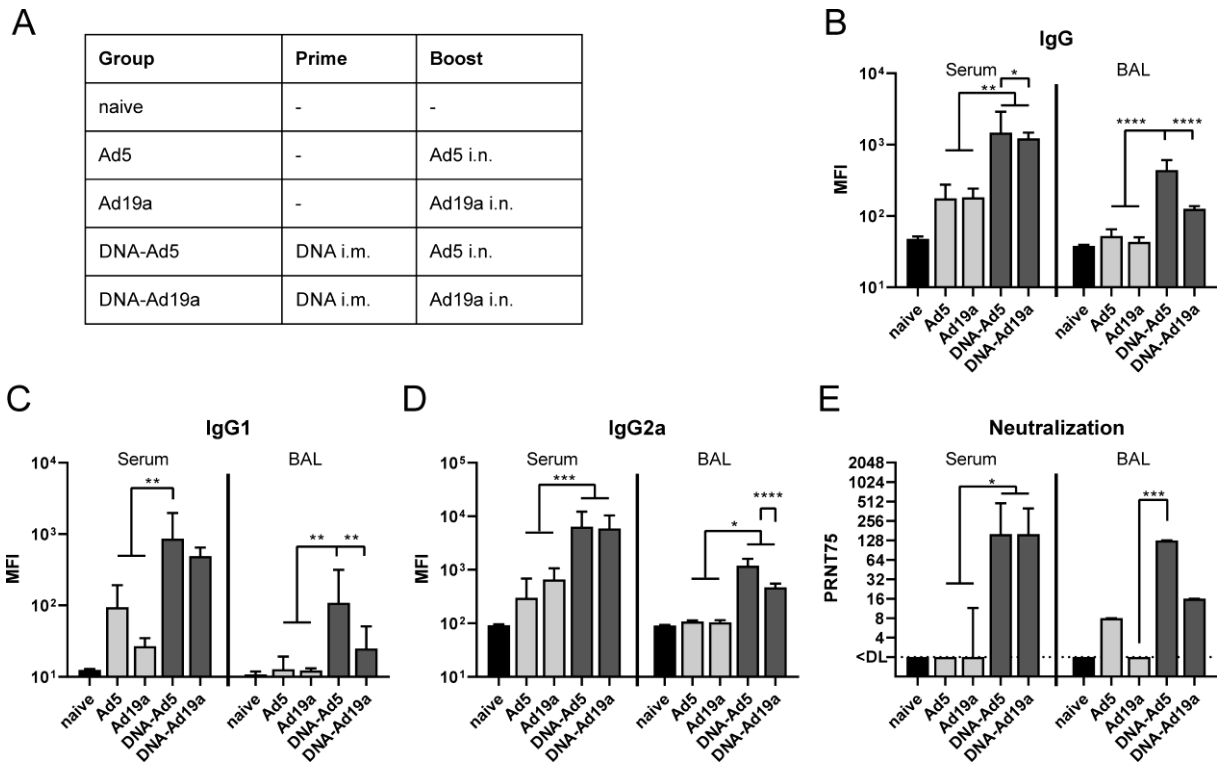 A
Group Prime Boost
naive - -
Ad5 - Ad5 i.n.
Ad19a - Ad19a i.n.
DNA-Ad5 DNA i.m. Ad5 i.n.
DNA-Ad19a DNA i.m. Ad19a i.n.
B
IgG
Serum BAL
** * **** ****
MFI
10⁴
10³
10²
10¹
naive Ad5 Ad19a DNA-Ad5 DNA-Ad19a naive Ad5 Ad19a DNA-Ad5 DNA-Ad19a
C
IgG1
Serum BAL
** ** **
MFI
10⁴
10³
10²
10¹
naive Ad5 Ad19a DNA-Ad5 DNA-Ad19a naive Ad5 Ad19a DNA-Ad5 DNA-Ad19a
D
IgG2a
Serum BAL
*** * ****
MFI
10⁵
10⁴
10³
10²
10¹
naive Ad5 Ad19a DNA-Ad5 DNA-Ad19a naive Ad5 Ad19a DNA-Ad5 DNA-Ad19a
E
Neutralization
Serum BAL
* ***
PRNT75
2048
1024
512
256
128
64
32
16
8
4
<DL
naive Ad5 Ad19a DNA-Ad5 DNA-Ad19a naive Ad5 Ad19a DNA-Ad5 DNA-Ad19a